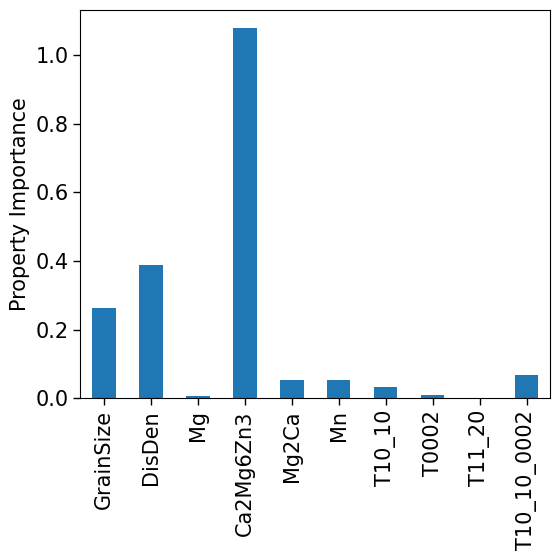 Property Importance
1.0
0.8
0.6
0.4
0.2
0.0
GrainSize
DisDen
Mg
Ca2Mg6Zn3
Mg2Ca
Mn
T10_10
T0002
T11_20
T10_10_0002